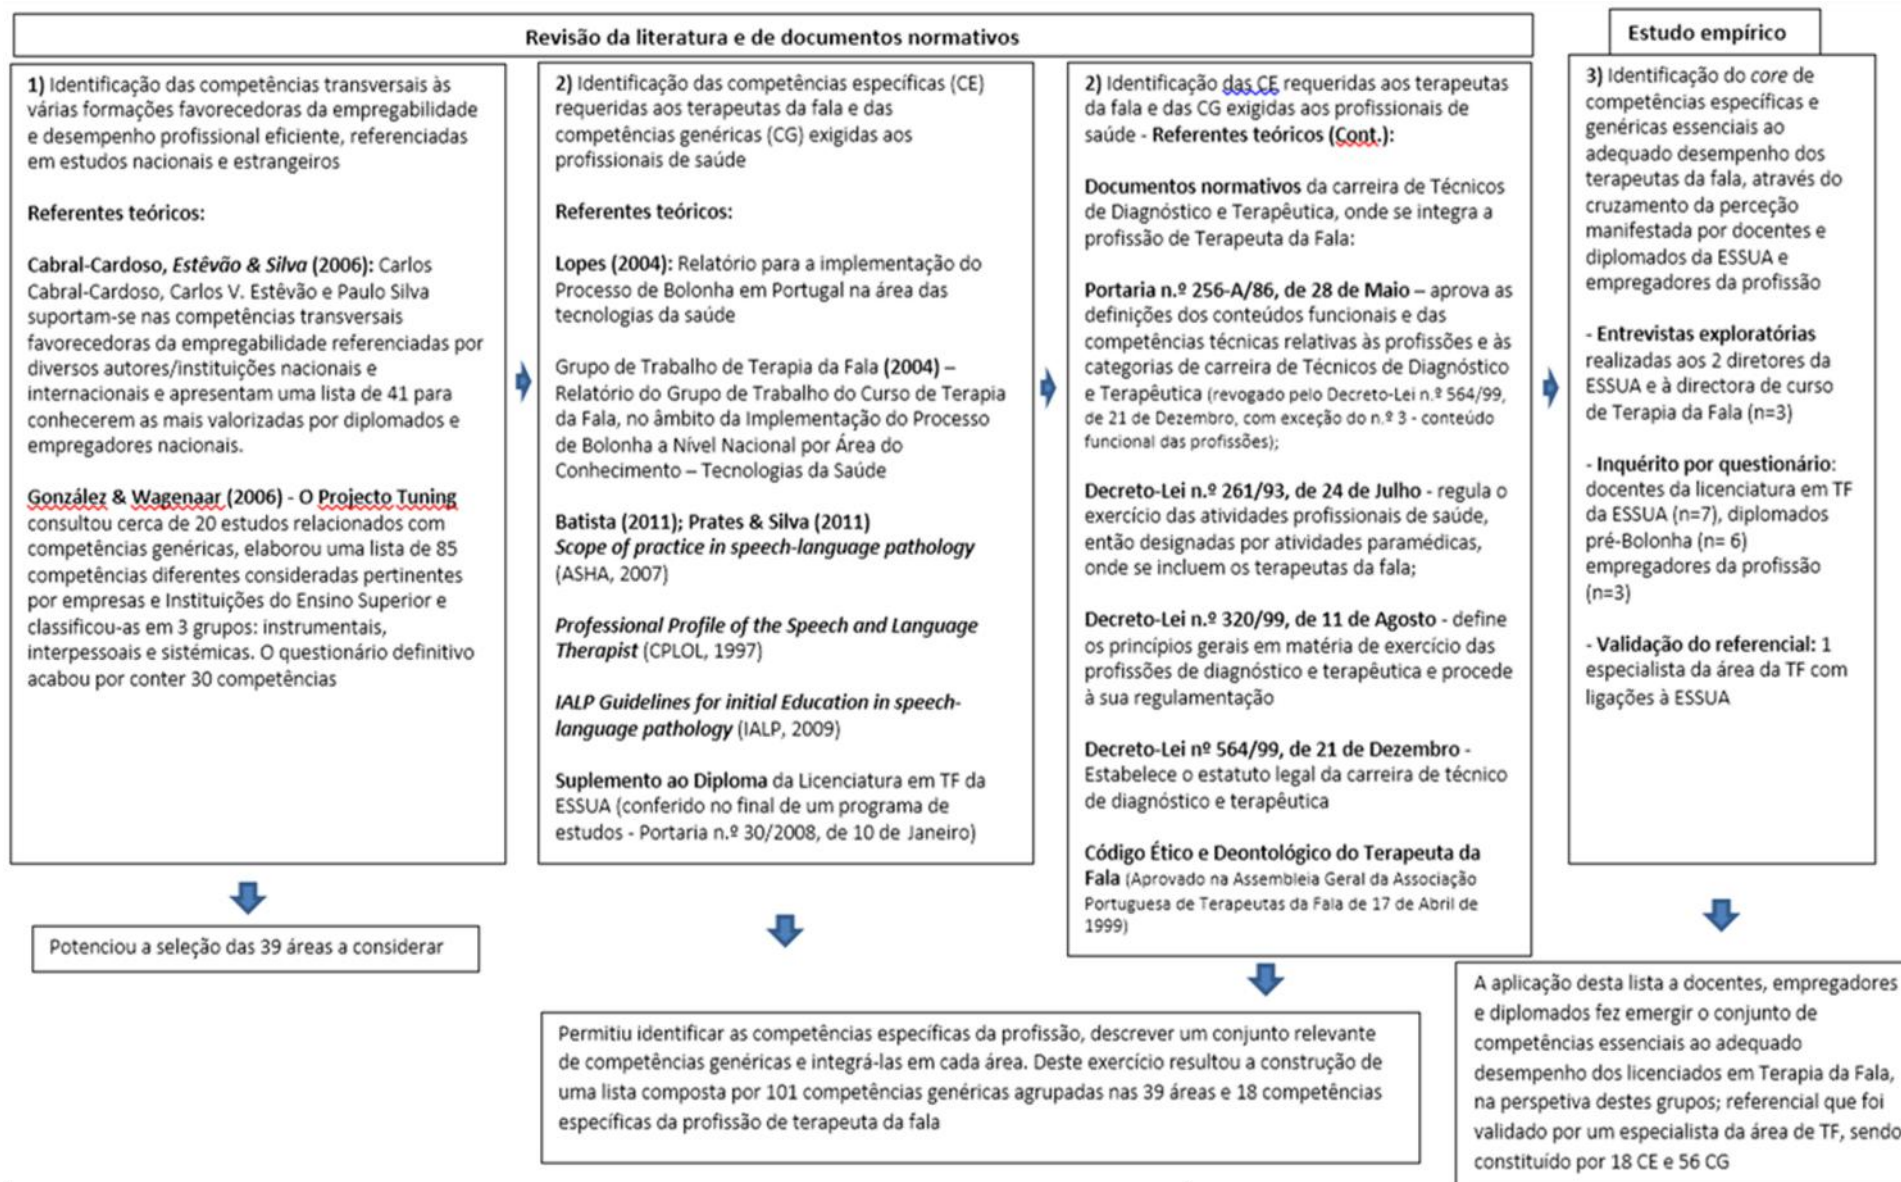 Revisão da literatura e de documentos normativos
1) Identificação das competências transversais às
várias formações favorecedoras da empregabilidade
e desempenho profissional eficiente, referenciadas
em estudos nacionais e estrangeiros
Referentes teóricos:
Cabral-Cardoso, Estêvão & Silva (2006): Carlos
Cabral-Cardoso, Carlos V. Estêvão e Paulo Silva
suportam-se nas competências transversais
favorecedoras da empregabilidade referenciadas por
diversos autores/instituições nacionais e
internacionais e apresentam uma lista de 41 para
conhecerem as mais valorizadas por diplomados e
empregadores nacionais.
González & Wagenaar (2006) - O Projecto Tuning
consultou cerca de 20 estudos relacionados com
competências genéricas, elaborou uma lista de 85
competências diferentes consideradas pertinentes
por empresas e Instituições do Ensino Superior e
classificou-as em 3 grupos: instrumentais,
interpessoais e sistémicas. O questionário definitivo
acabou por conter 30 competências
Potenciou a seleção das 39 áreas a considerar
2) Identificação das competências específicas (CE)
requeridas aos terapeutas da fala e das
competências genéricas (CG) exigidas aos
profissionais de saúde
Referentes teóricos:
Lopes (2004): Relatório para a implementação do
Processo de Bolonha em Portugal na área das
tecnologias da saúde
Grupo de Trabalho de Terapia da Fala (2004) –
Relatório do Grupo de Trabalho do Curso de Terapia
da Fala, no âmbito da Implementação do Processo
de Bolonha a Nível Nacional por Área do
Conhecimento – Tecnologias da Saúde
Batista (2011); Prates & Silva (2011)
Scope of practice in speech-language pathology
(ASHA, 2007)
Professional Profile of the Speech and Language
Therapist (CPLOL, 1997)
IALP Guidelines for initial Education in speech-
language pathology (IALP, 2009)
Suplemento ao Diploma da Licenciatura em TF da
ESSUA (conferido no final de um programa de
estudos - Portaria n.º 30/2008, de 10 de Janeiro)
2) Identificação das CE requeridas aos terapeutas
da fala e das CG exigidas aos profissionais de
saúde - Referentes teóricos (Cont.):
Documentos normativos da carreira de Técnicos
de Diagnóstico e Terapêutica, onde se integra a
profissão de Terapeuta da Fala:
Portaria n.º 256-A/86, de 28 de Maio – aprova as
definições dos conteúdos funcionais e das
competências técnicas relativas às profissões e às
categorias de carreira de Técnicos de Diagnóstico
e Terapêutica (revogado pelo Decreto-Lei n.º 564/99,
de 21 de Dezembro, com exceção do n.º 3 - conteúdo
funcional das profissões);
Decreto-Lei n.º 261/93, de 24 de Julho - regula o
exercício das atividades profissionais de saúde,
então designadas por atividades paramédicas,
onde se incluem os terapeutas da fala;
Decreto-Lei n.º 320/99, de 11 de Agosto - define
os princípios gerais em matéria de exercício das
profissões de diagnóstico e terapêutica e procede
à sua regulamentação
Decreto-Lei nº 564/99, de 21 de Dezembro -
Estabelece o estatuto legal da carreira de técnico
de diagnóstico e terapêutica
Código Ético e Deontológico do Terapeuta da
Fala (Aprovado na Assembleia Geral da Associação
Portuguesa de Terapeutas da Fala de 17 de Abril de
1999)
Permitiu identificar as competências específicas da profissão, descrever um conjunto relevante
de competências genéricas e integrá-las em cada área. Deste exercício resultou a construção de
uma lista composta por 101 competências genéricas agrupadas nas 39 áreas e 18 competências
específicas da profissão de terapeuta da fala
Estudo empírico
3) Identificação do core de
competências específicas e
genéricas essenciais ao
adequado desempenho dos
terapeutas da fala, através do
cruzamento da perceção
manifestada por docentes e
diplomados da ESSUA e
empregadores da profissão
- Entrevistas exploratórias
realizadas aos 2 diretores da
ESSUA e à directora de curso
de Terapia da Fala (n=3)
- Inquérito por questionário:
docentes da licenciatura em TF
da ESSUA (n=7), diplomados
pré-Bolonha (n= 6)
empregadores da profissão
(n=3)
- Validação do referencial: 1
especialista da área da TF com
ligações à ESSUA
A aplicação desta lista a docentes, empregadores
e diplomados fez emergir o conjunto de
competências essenciais ao adequado
desempenho dos licenciados em Terapia da Fala,
na perspetiva destes grupos; referencial que foi
validado por um especialista da área de TF, sendo
constituído por 18 CE e 56 CG